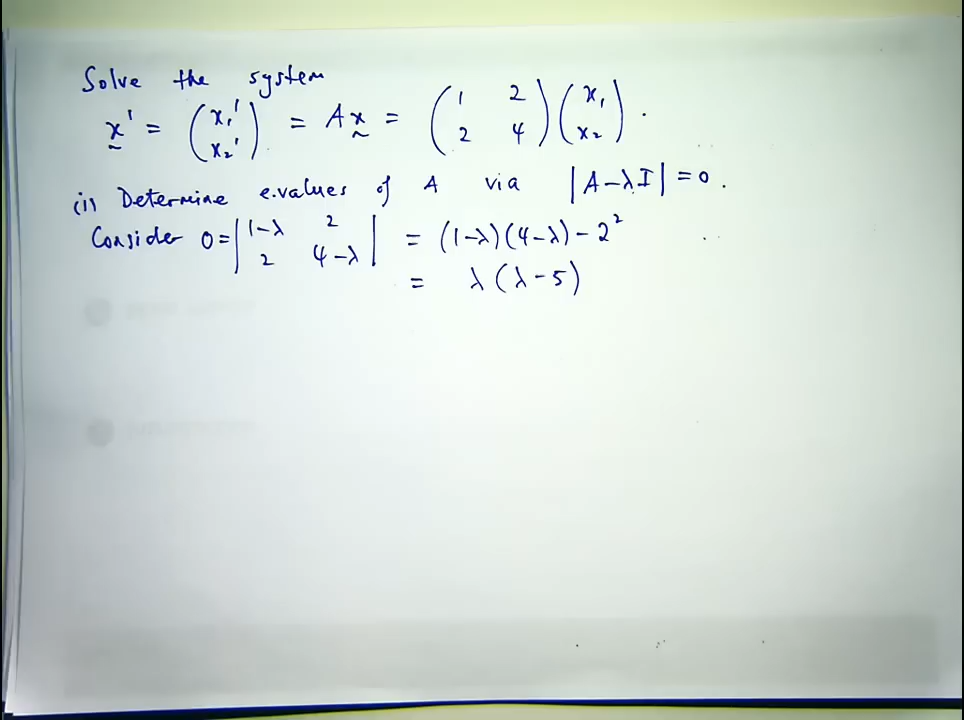 Solve the system
x' = (x₁' x₂') = Ax = (1 2 2 4)(x₁ x₂).
(i) Determine e.values of A via |A-λI| = 0.
Consider 0 = |1-λ 2 2 4-λ| = (1-λ)(4-λ) - 2²
= λ(λ-5)